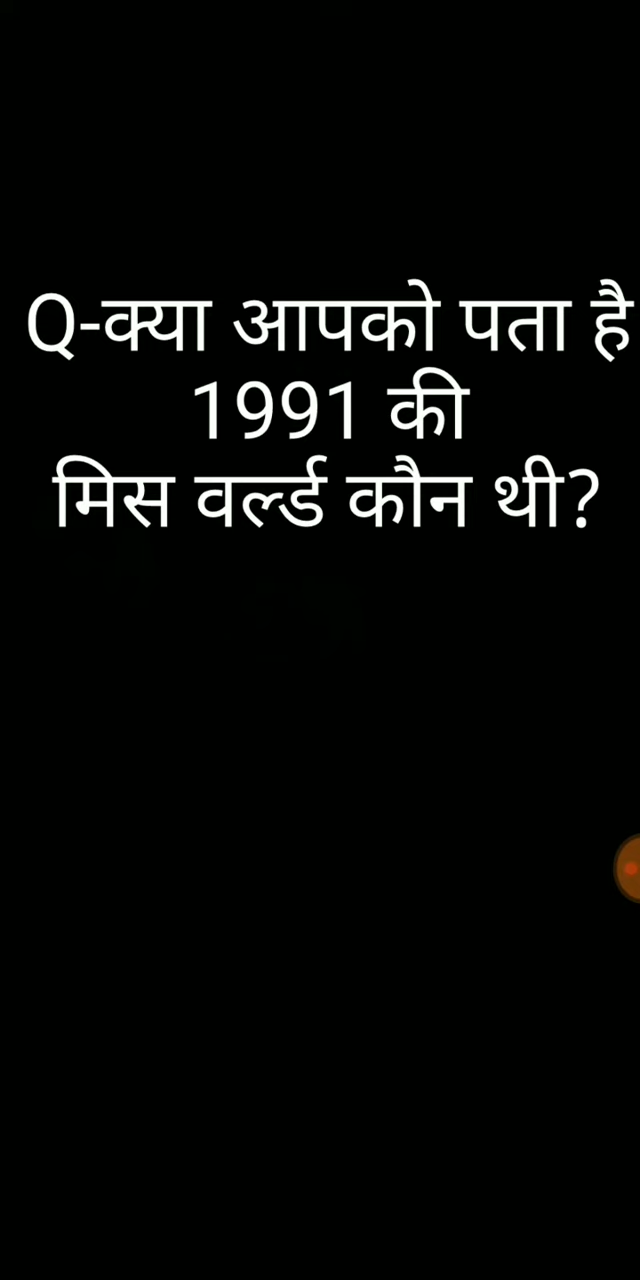 Q-क्या आपको पता है
1991 की
मिस वर्ल्ड कौन थी?